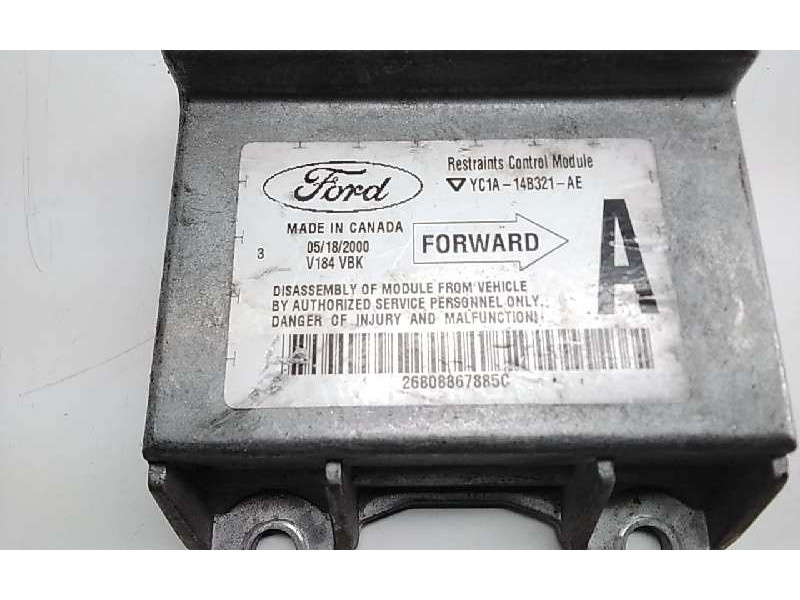 Ford
Restraints Control Module
YC1A-14B321-AE
MADE IN CANADA
05/18/2000
V184 VBK
3
FORWARD
A
DISASSEMBLY OF MODULE FROM VEHICLE
BY AUTHORIZED SERVICE PERSONNEL ONLY.
DANGER OF INJURY AND MALFUNCTION!
26808867885C